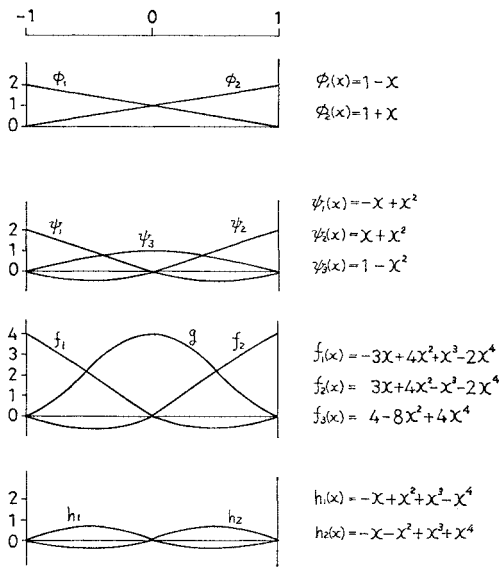 -1 0 1
2
1
0
ϕ₁ ϕ₂
ϕ₁(x)=1-x
ϕ₂(x)=1+x
2
1
0
ψ₁ ψ₃ ψ₂
ψ₁(x)=-x+x²
ψ₂(x)=x+x²
ψ₃(x)=1-x²
4
3
2
1
0
f₁ g f₂
f₁(x)=-3x+4x²+x³-2x⁴
f₂(x)= 3x+4x²-x³-2x⁴
f₃(x)= 4-8x²+4x⁴
2
1
0
h₁ h₂
h₁(x)=-x+x²+x³-x⁴
h₂(x)=-x-x²+x³+x⁴